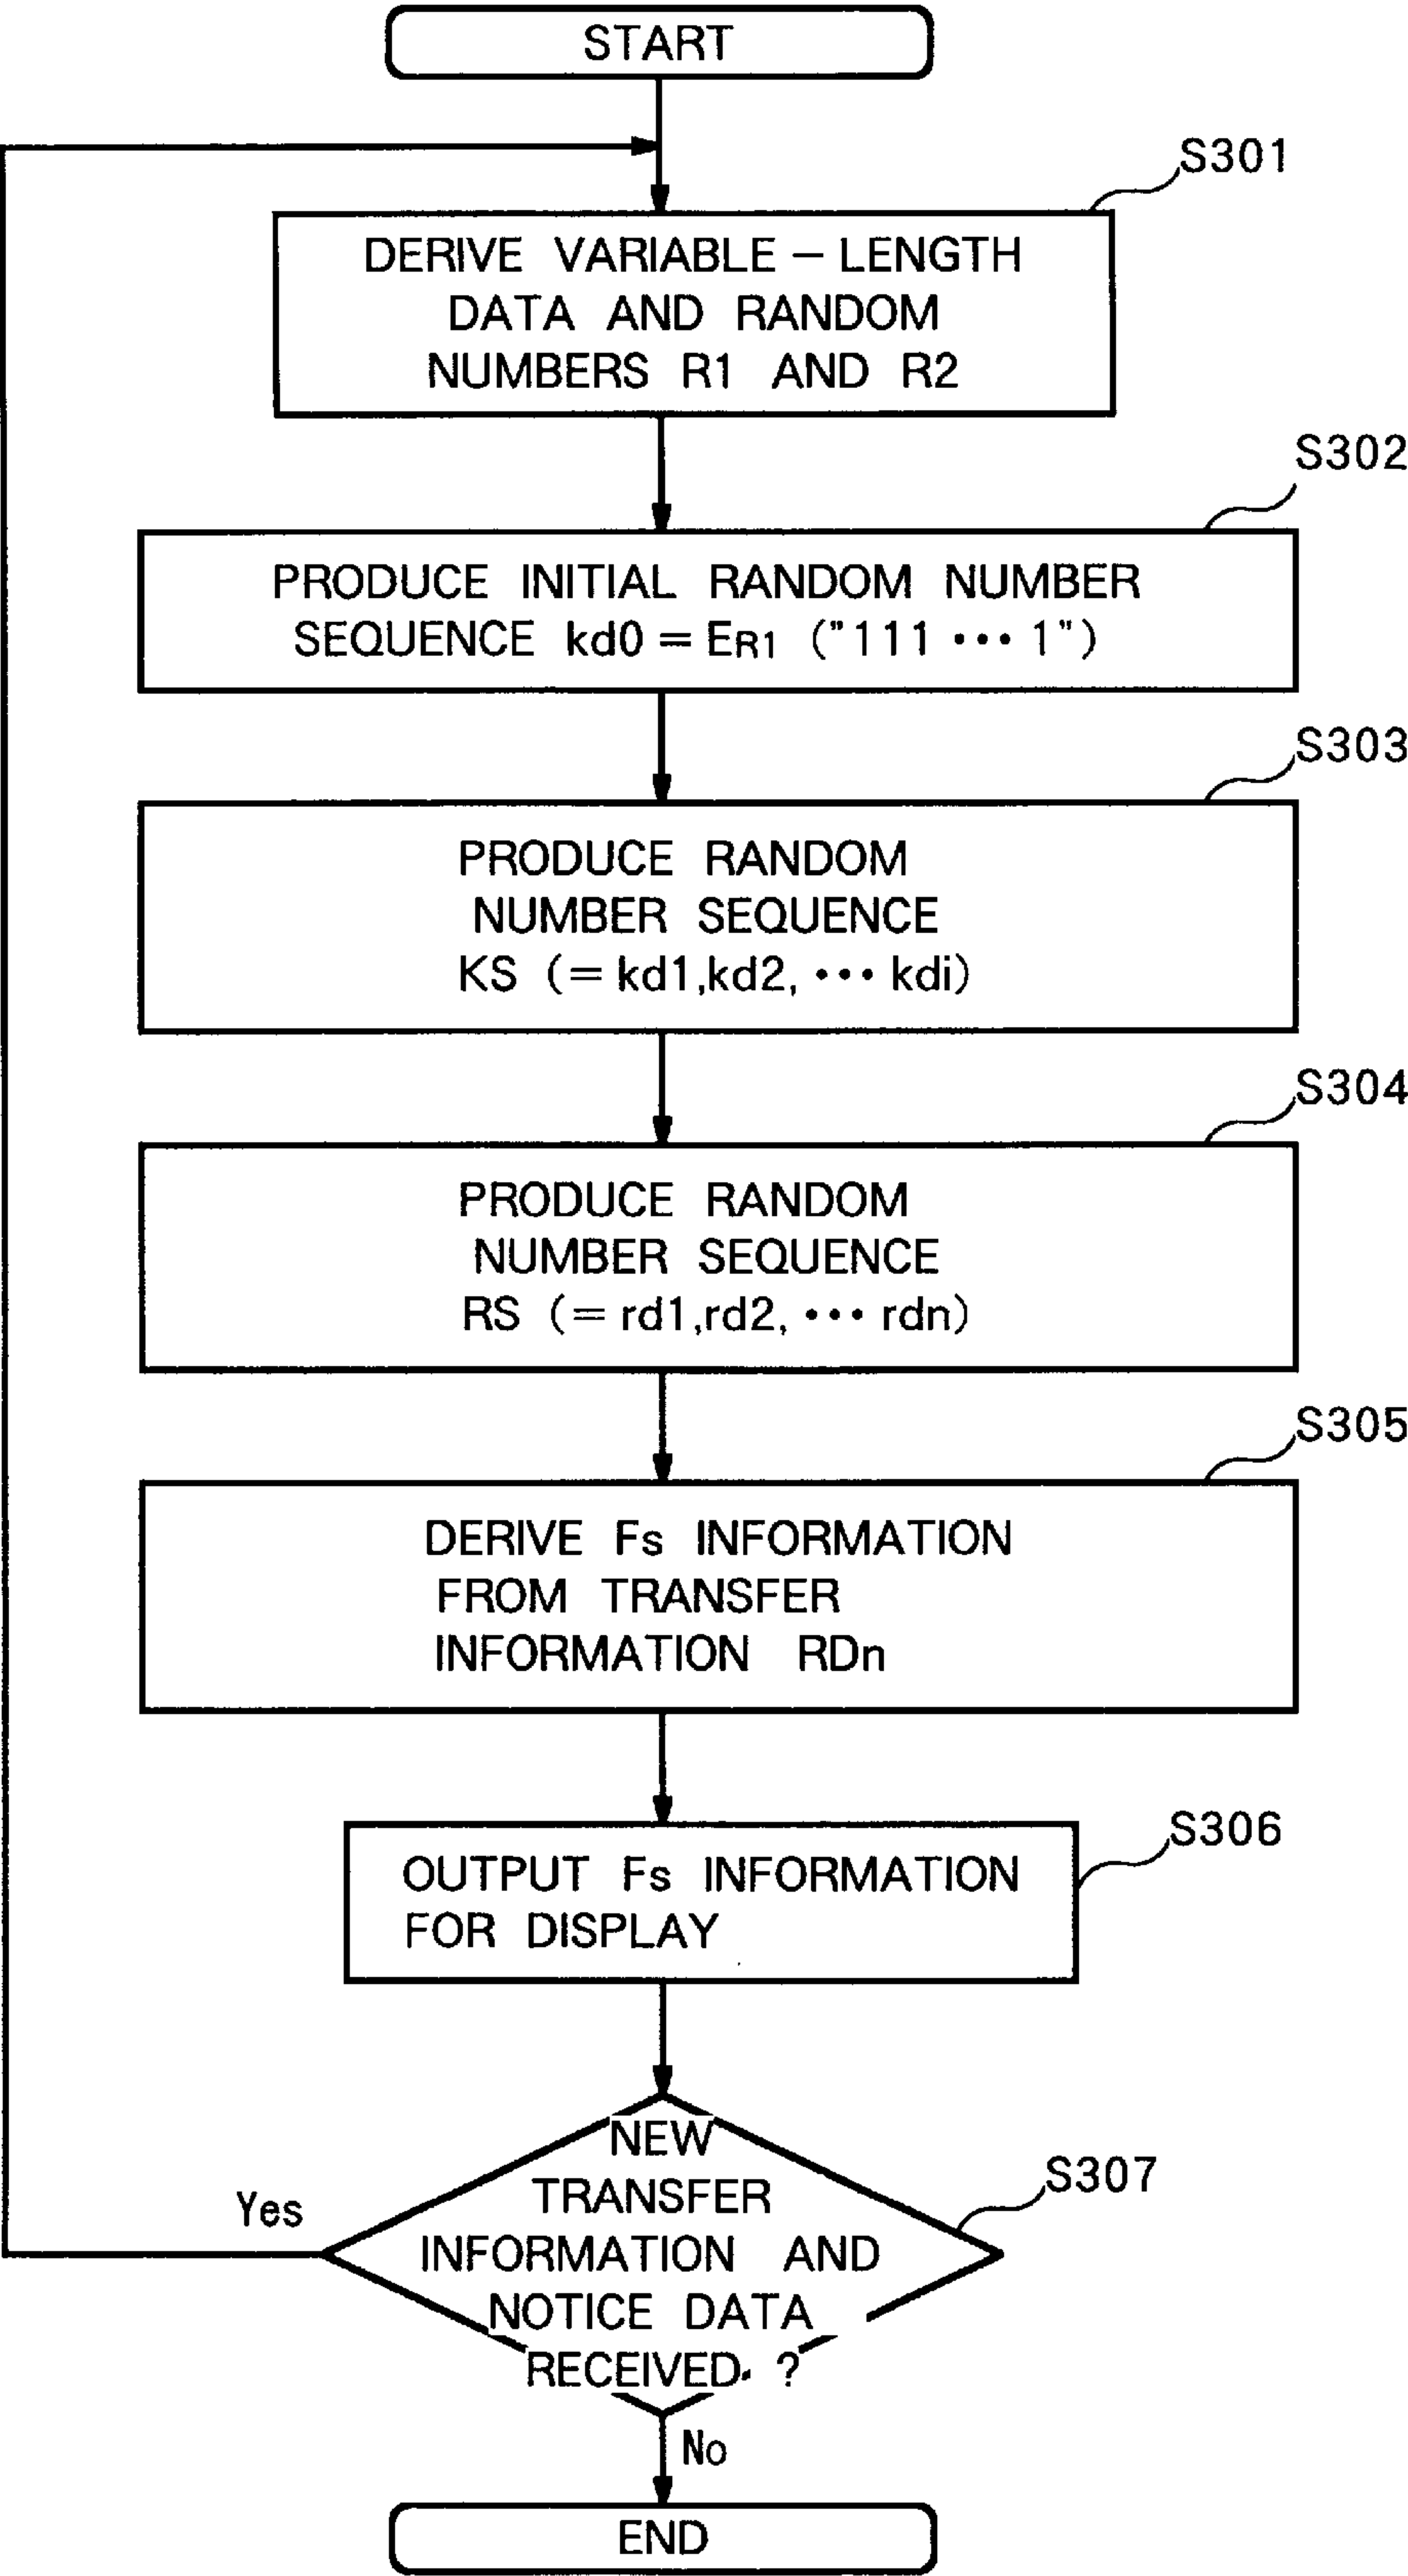 START
S301
DERIVE VARIABLE – LENGTH
DATA AND RANDOM
NUMBERS R1 AND R2
S302
PRODUCE INITIAL RANDOM NUMBER
SEQUENCE kd0 = ER1 ("111 ••• 1")
S303
PRODUCE RANDOM
NUMBER SEQUENCE
KS (= kd1,kd2, ••• kdi)
S304
PRODUCE RANDOM
NUMBER SEQUENCE
RS (= rd1,rd2, ••• rdn)
S305
DERIVE Fs INFORMATION
FROM TRANSFER
INFORMATION RDn
S306
OUTPUT Fs INFORMATION
FOR DISPLAY
S307
NEW
TRANSFER
INFORMATION AND
NOTICE DATA
RECEIVED. ?
Yes
No
END